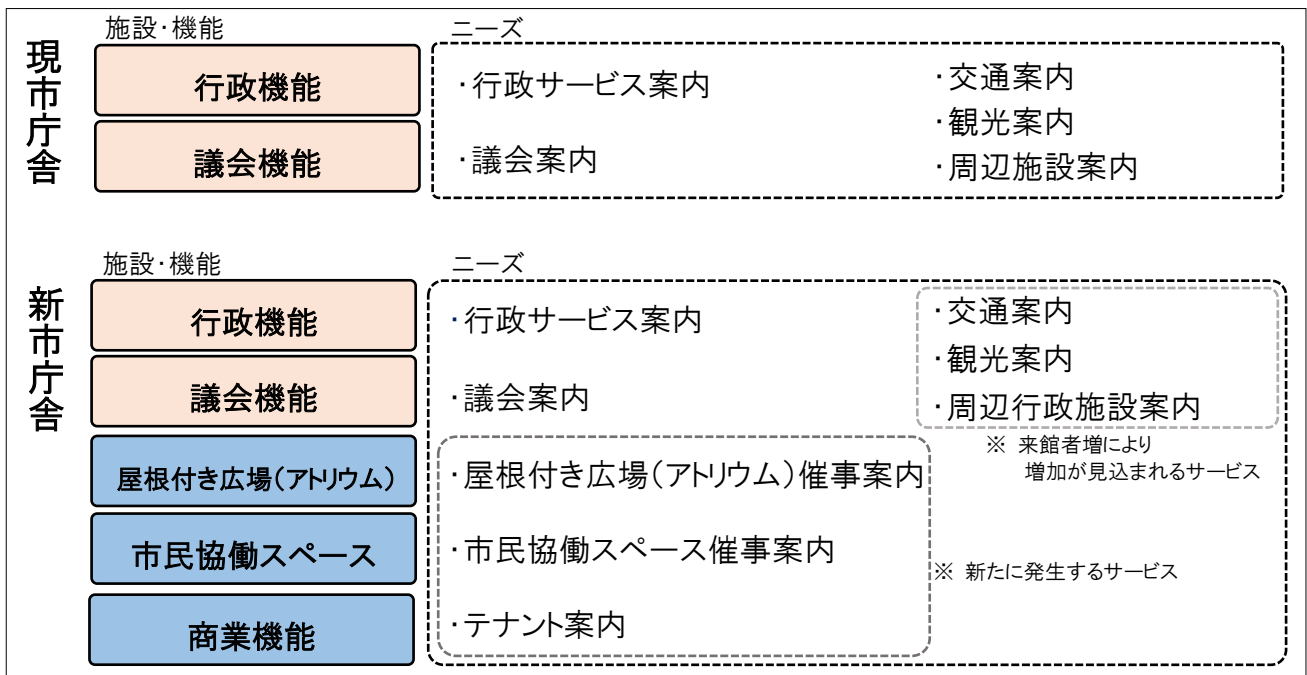 現市庁舎
施設・機能
ニーズ
行政機能
議会機能
・行政サービス案内
・議会案内
・交通案内
・観光案内
・周辺施設案内
新市庁舎
施設・機能
ニーズ
行政機能
議会機能
屋根付き広場(アトリウム)
市民協働スペース
商業機能
・行政サービス案内
・議会案内
・屋根付き広場(アトリウム)催事案内
・市民協働スペース催事案内
・テナント案内
・交通案内
・観光案内
・周辺行政施設案内
※ 来館者増により
増加が見込まれるサービス
※ 新たに発生するサービス